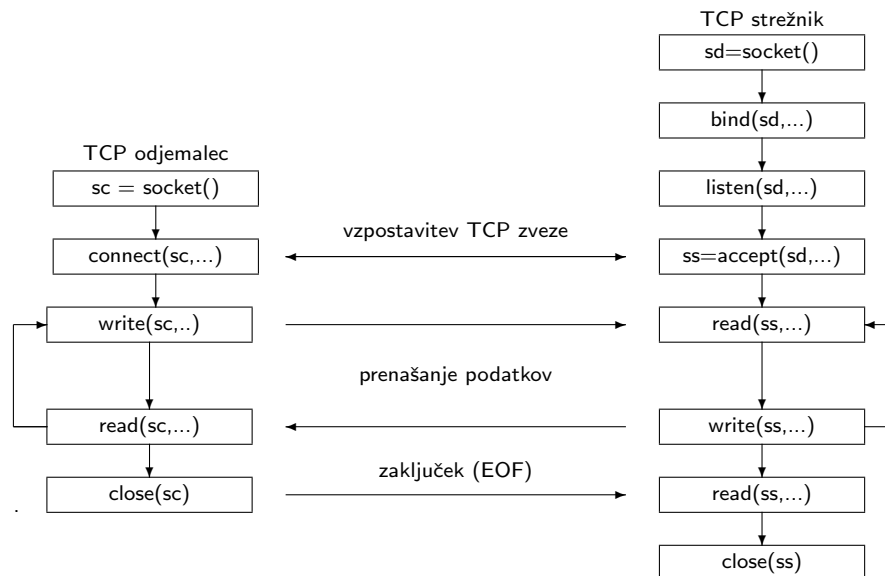 TCP strežnik
sd=socket()
bind(sd,...)
TCP odjemalec
sc = socket()
listen(sd,...)
vzpostavitev TCP zveze
connect(sc,...)
ss=accept(sd,...)
write(sc,..)
read(ss,...)
prenašanje podatkov
read(sc,...)
write(ss,...)
zaključek (EOF)
close(sc)
read(ss,...)
.
close(ss)